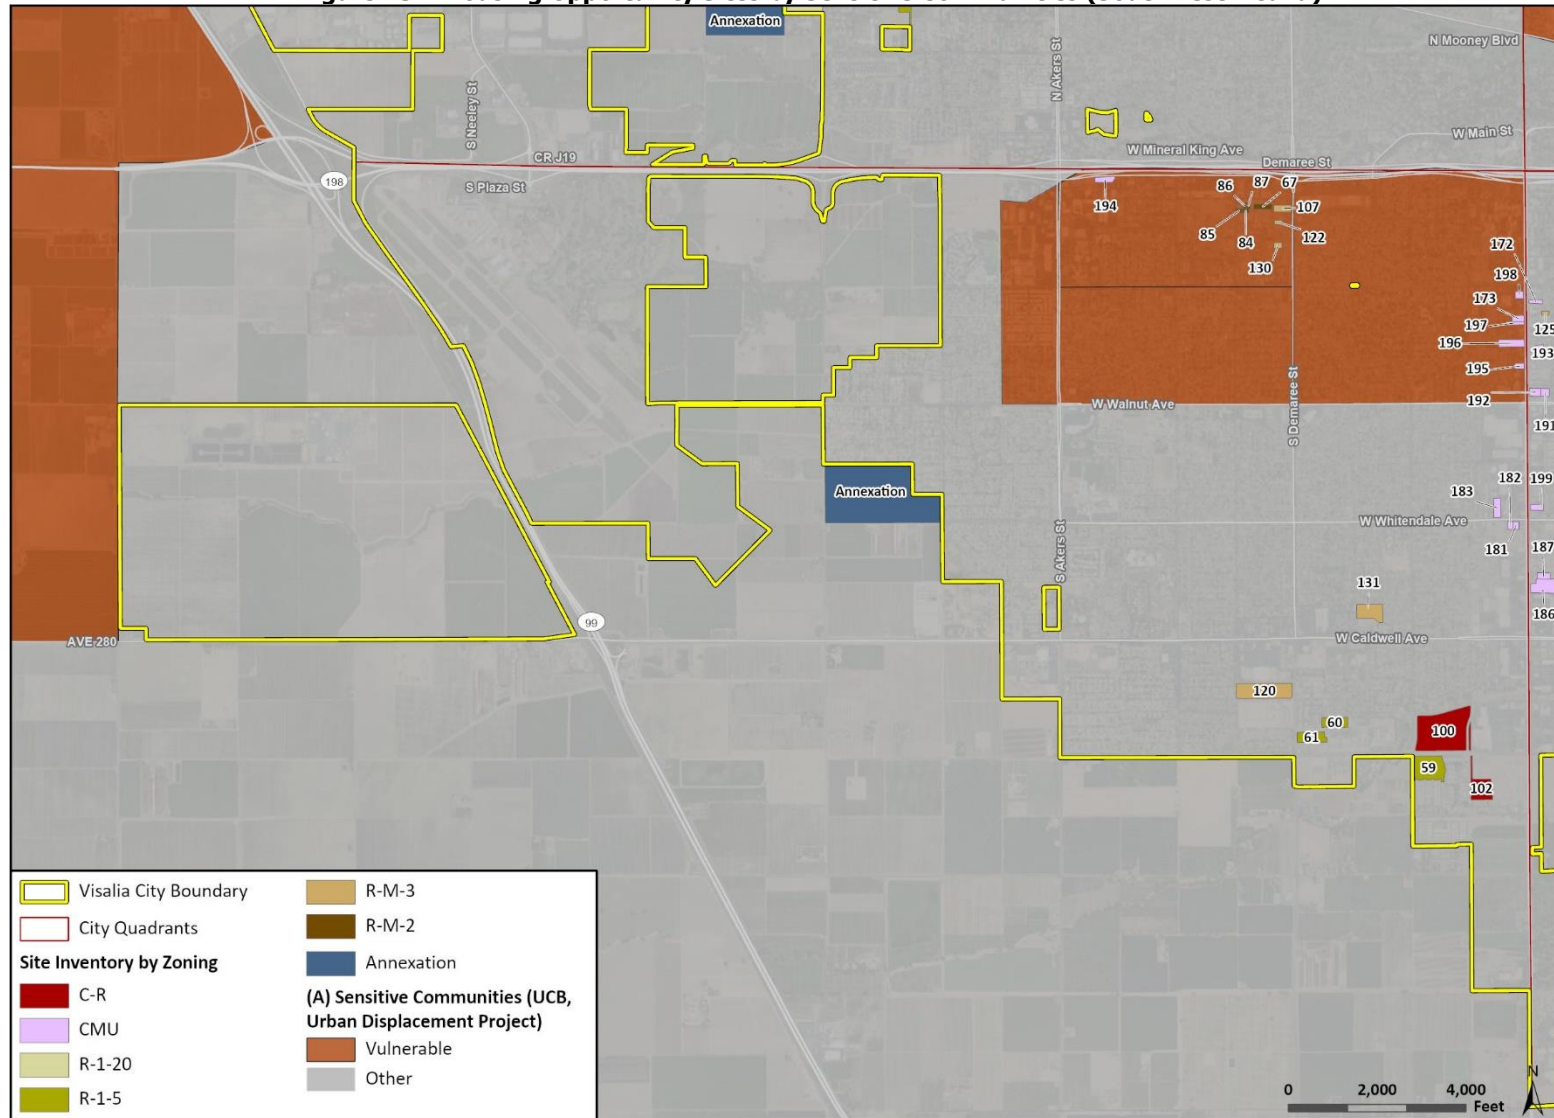 Annexation
N Mooney Blvd
N Akers St
S Neeley St
W Main St
W Mineral King Ave
Demaree St
CR J19
198
S Plaza St
194
86
87
67
107
85
84
122
130
172
198
173
197
125
196
193
195
192
191
W Walnut Ave
S Demaree St
Annexation
182
199
183
W Whitendale Ave
181
187
S Akers St
131
186
99
AVE 280
W Caldwell Ave
120
60
61
100
59
102
Visalia City Boundary
City Quadrants
Site Inventory by Zoning
C-R
CMU
R-1-20
R-1-5
R-M-3
R-M-2
Annexation
(A) Sensitive Communities (UCB,
Urban Displacement Project)
Vulnerable
Other
0 2,000 4,000
Feet
N